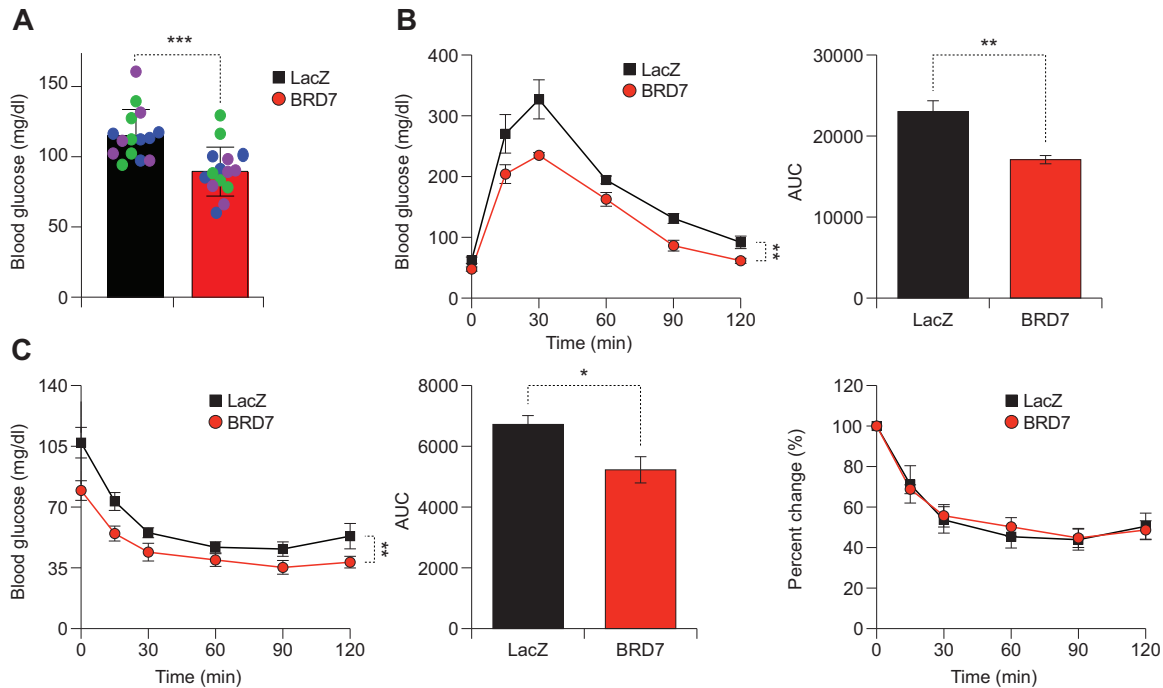 A
***
LacZ
BRD7
Blood glucose (mg/dl)
150
100
50
0
B
LacZ
BRD7
Blood glucose (mg/dl)
400
300
200
100
0
**
0 30 60 90 120
Time (min)
AUC
30000
20000
10000
0
**
LacZ BRD7
C
LacZ
BRD7
Blood glucose (mg/dl)
140
105
70
35
0
**
0 30 60 90 120
Time (min)
AUC
8000
6000
4000
2000
0
*
LacZ BRD7
LacZ
BRD7
Percent change (%)
120
100
80
60
40
20
0
0 30 60 90 120
Time (min)